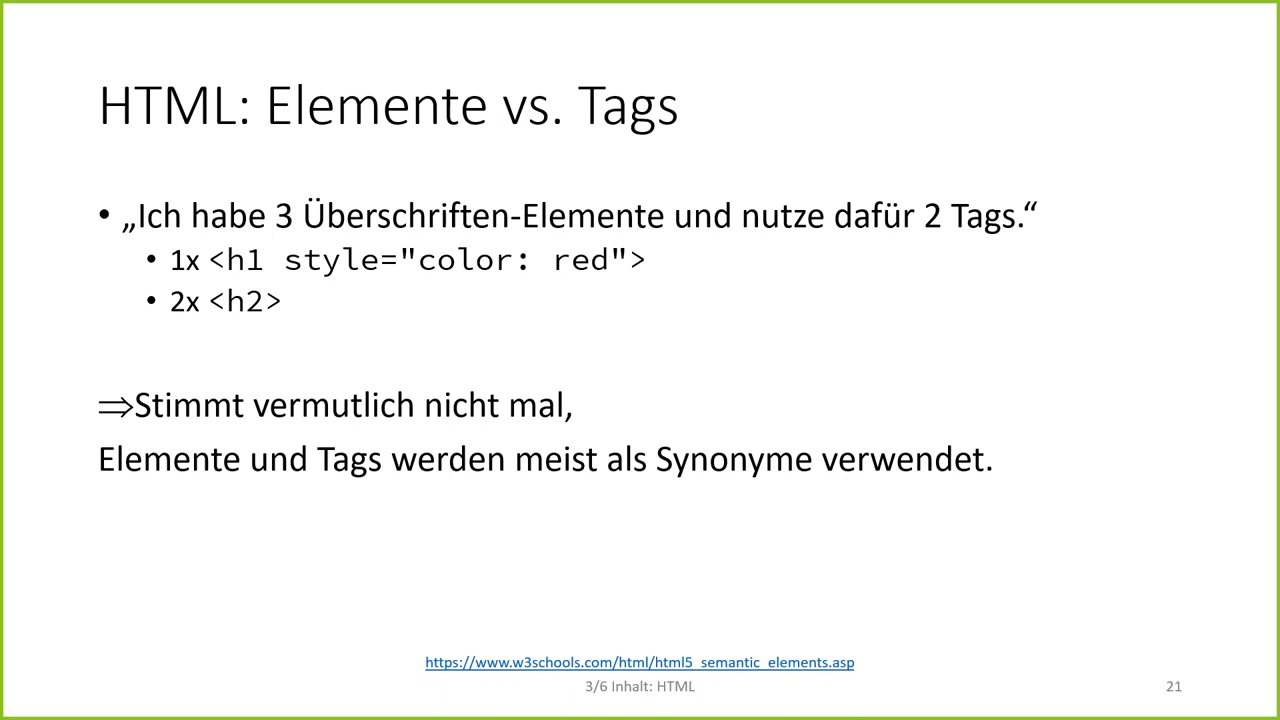 HTML: Elemente vs. Tags
• „Ich habe 3 Überschriften-Elemente und nutze dafür 2 Tags.“
• 1x <h1 style="color: red">
• 2x <h2>
⇒Stimmt vermutlich nicht mal,
Elemente und Tags werden meist als Synonyme verwendet.
https://www.w3schools.com/html/html5_semantic_elements.asp
3/6 Inhalt: HTML
21